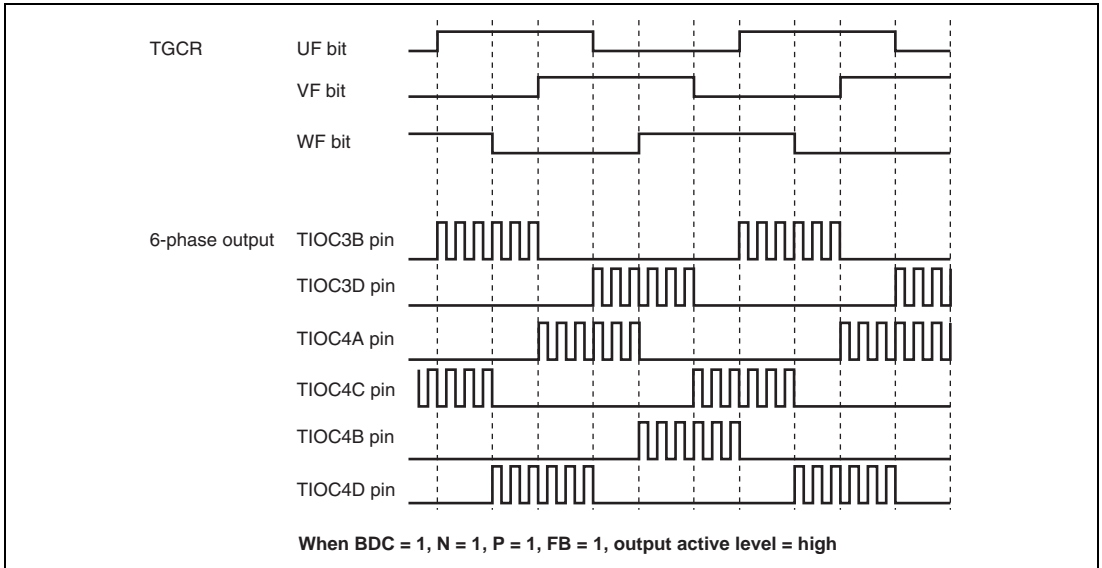 TGCR UF bit
VF bit
WF bit
6-phase output TIOC3B pin
TIOC3D pin
TIOC4A pin
TIOC4C pin
TIOC4B pin
TIOC4D pin
When BDC = 1, N = 1, P = 1, FB = 1, output active level = high